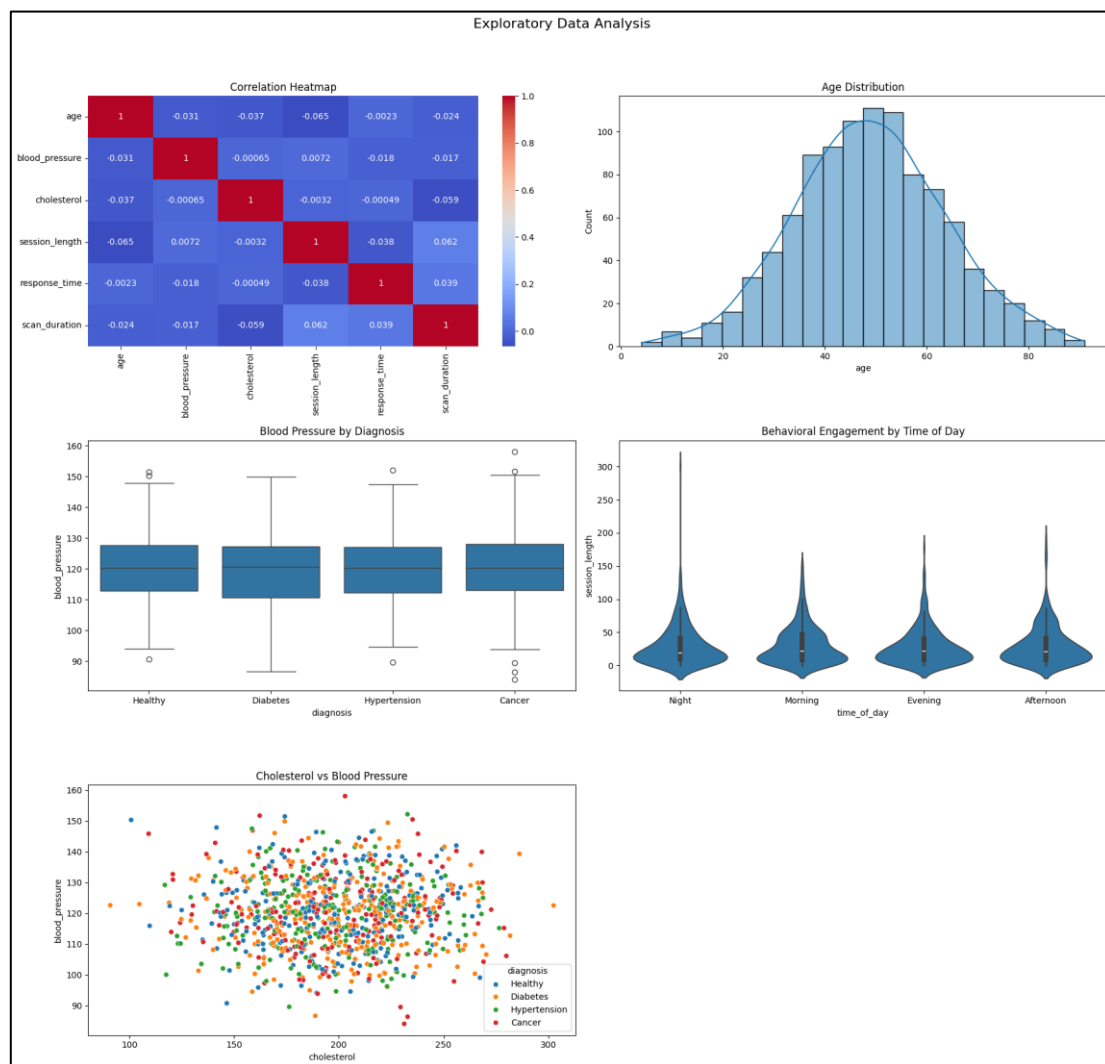 Exploratory Data Analysis
Correlation Heatmap
age 1 -0.031 -0.037 -0.065 -0.0023 -0.024
blood_pressure -0.031 1 -0.00065 0.0072 -0.018 -0.017
cholesterol -0.037 -0.00065 1 -0.0032 -0.00049 -0.059
session_length -0.065 0.0072 -0.0032 1 -0.038 0.062
response_time -0.0023 -0.018 -0.00049 -0.038 1 0.039
scan_duration -0.024 -0.017 -0.059 0.062 0.039 1
age blood_pressure cholesterol session_length response_time scan_duration
1.0
0.8
0.6
0.4
0.2
0.0
Age Distribution
Count
100
80
60
40
20
0
0 20 40 60 80
age
Blood Pressure by Diagnosis
blood_pressure
160
150
140
130
120
110
100
90
Healthy Diabetes Hypertension Cancer
diagnosis
Behavioral Engagement by Time of Day
session_length
300
250
200
150
100
50
0
Night Morning Evening Afternoon
time_of_day
Cholesterol vs Blood Pressure
blood_pressure
160
150
140
130
120
110
100
90
100 150 200 250 300
cholesterol
diagnosis
Healthy
Diabetes
Hypertension
Cancer